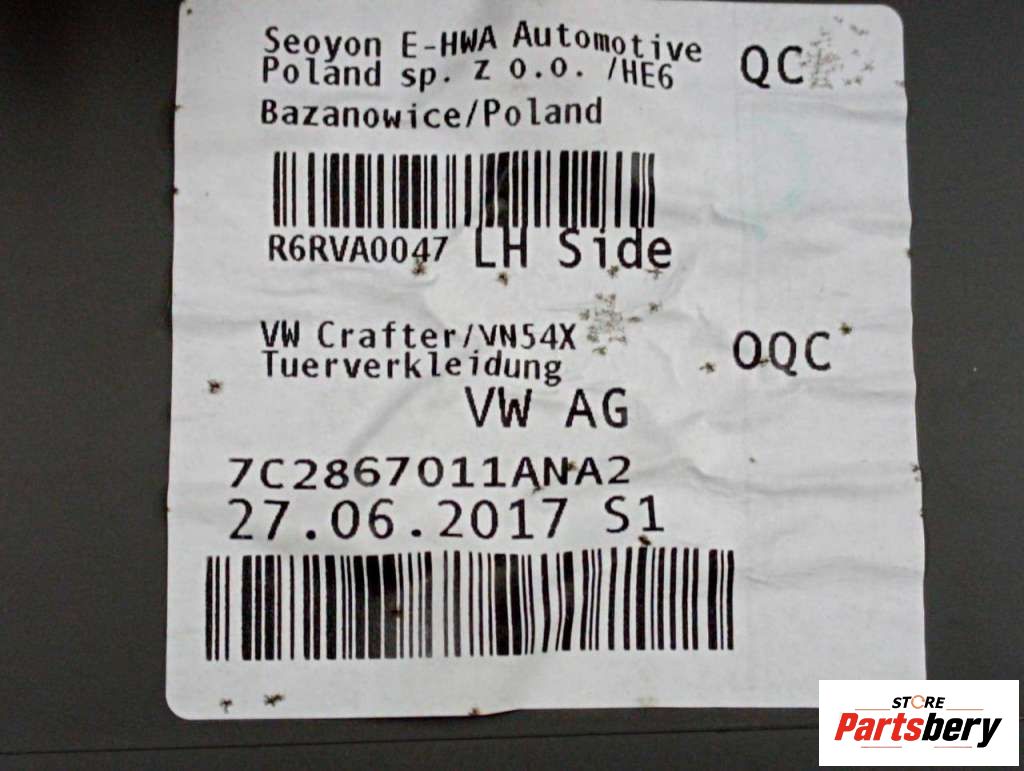 Seoyon E-HWA Automotive
Poland sp. z o.o. /HE6
QC
Bazanowice/Poland
R6RVA0047 LH Side
VW Crafter/VN54X
Tuerverkleidung
OQC
VW AG
7C2867011ANA2
27.06.2017 S1
STORE
Partsbery